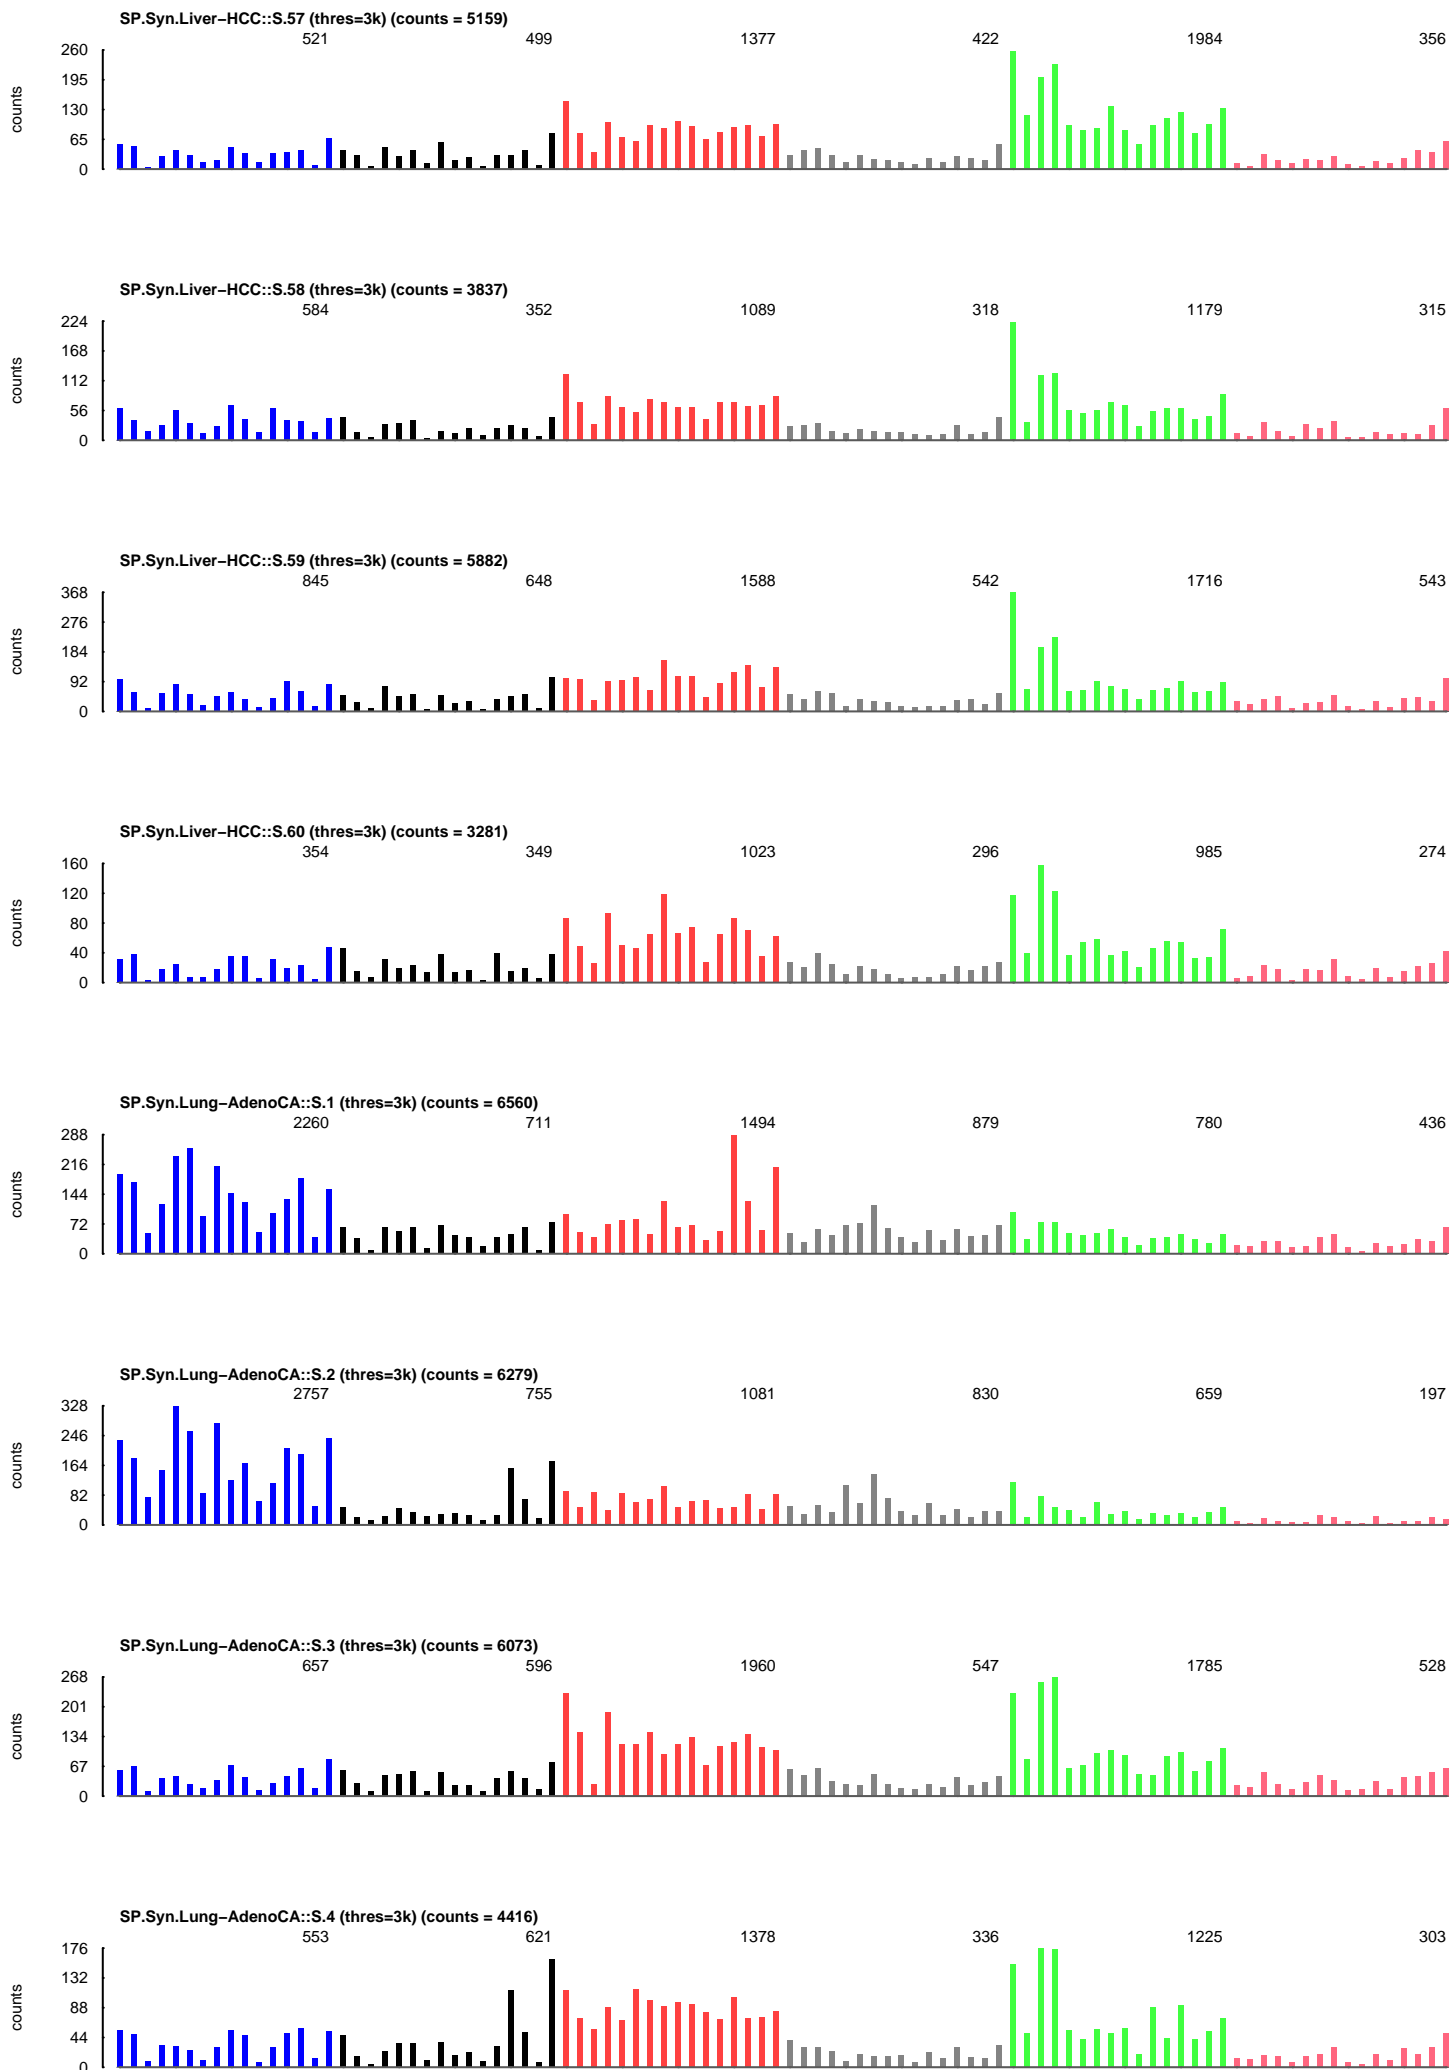 SP.Syn.Liver−HCC::S.57 (thres=3k) (counts = 5159)
521 499 1377 422 1984 356
260
195
130
65
0
counts
SP.Syn.Liver−HCC::S.58 (thres=3k) (counts = 3837)
584 352 1089 318 1179 315
224
168
112
56
0
counts
SP.Syn.Liver−HCC::S.59 (thres=3k) (counts = 5882)
845 648 1588 542 1716 543
368
276
184
92
0
counts
SP.Syn.Liver−HCC::S.60 (thres=3k) (counts = 3281)
354 349 1023 296 985 274
160
120
80
40
0
counts
SP.Syn.Lung−AdenoCA::S.1 (thres=3k) (counts = 6560)
2260 711 1494 879 780 436
288
216
144
72
0
counts
SP.Syn.Lung−AdenoCA::S.2 (thres=3k) (counts = 6279)
2757 755 1081 830 659 197
328
246
164
82
0
counts
SP.Syn.Lung−AdenoCA::S.3 (thres=3k) (counts = 6073)
657 596 1960 547 1785 528
268
201
134
67
0
counts
SP.Syn.Lung−AdenoCA::S.4 (thres=3k) (counts = 4416)
553 621 1378 336 1225 303
176
132
88
44
0
counts